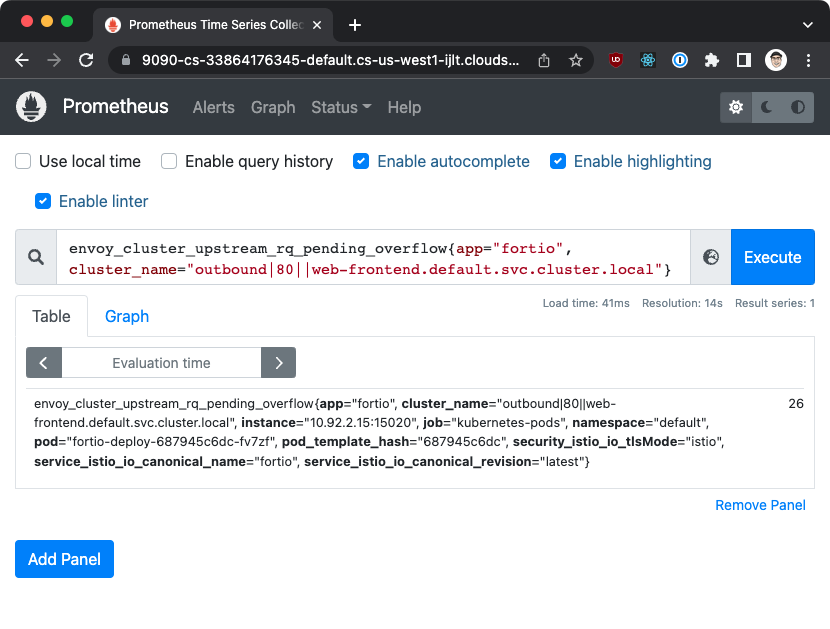 Prometheus Time Series Collec
9090-cs-33864176345-default.cs-us-west1-ijlt.clouds...
Prometheus Alerts Graph Status Help
Use local time Enable query history Enable autocomplete Enable highlighting
Enable linter
envoy_cluster_upstream_rq_pending_overflow{app="fortio",
cluster_name="outbound|80||web-frontend.default.svc.cluster.local"}
Execute
Load time: 41ms Resolution: 14s Result series: 1
Table Graph
Evaluation time
envoy_cluster_upstream_rq_pending_overflow{app="fortio", cluster_name="outbound|80||web- 26
frontend.default.svc.cluster.local", instance="10.92.2.15:15020", job="kubernetes-pods", namespace="default",
pod="fortio-deploy-687945c6dc-fv7zf", pod_template_hash="687945c6dc", security_istio_io_tlsMode="istio",
service_istio_io_canonical_name="fortio", service_istio_io_canonical_revision="latest"}
Remove Panel
Add Panel